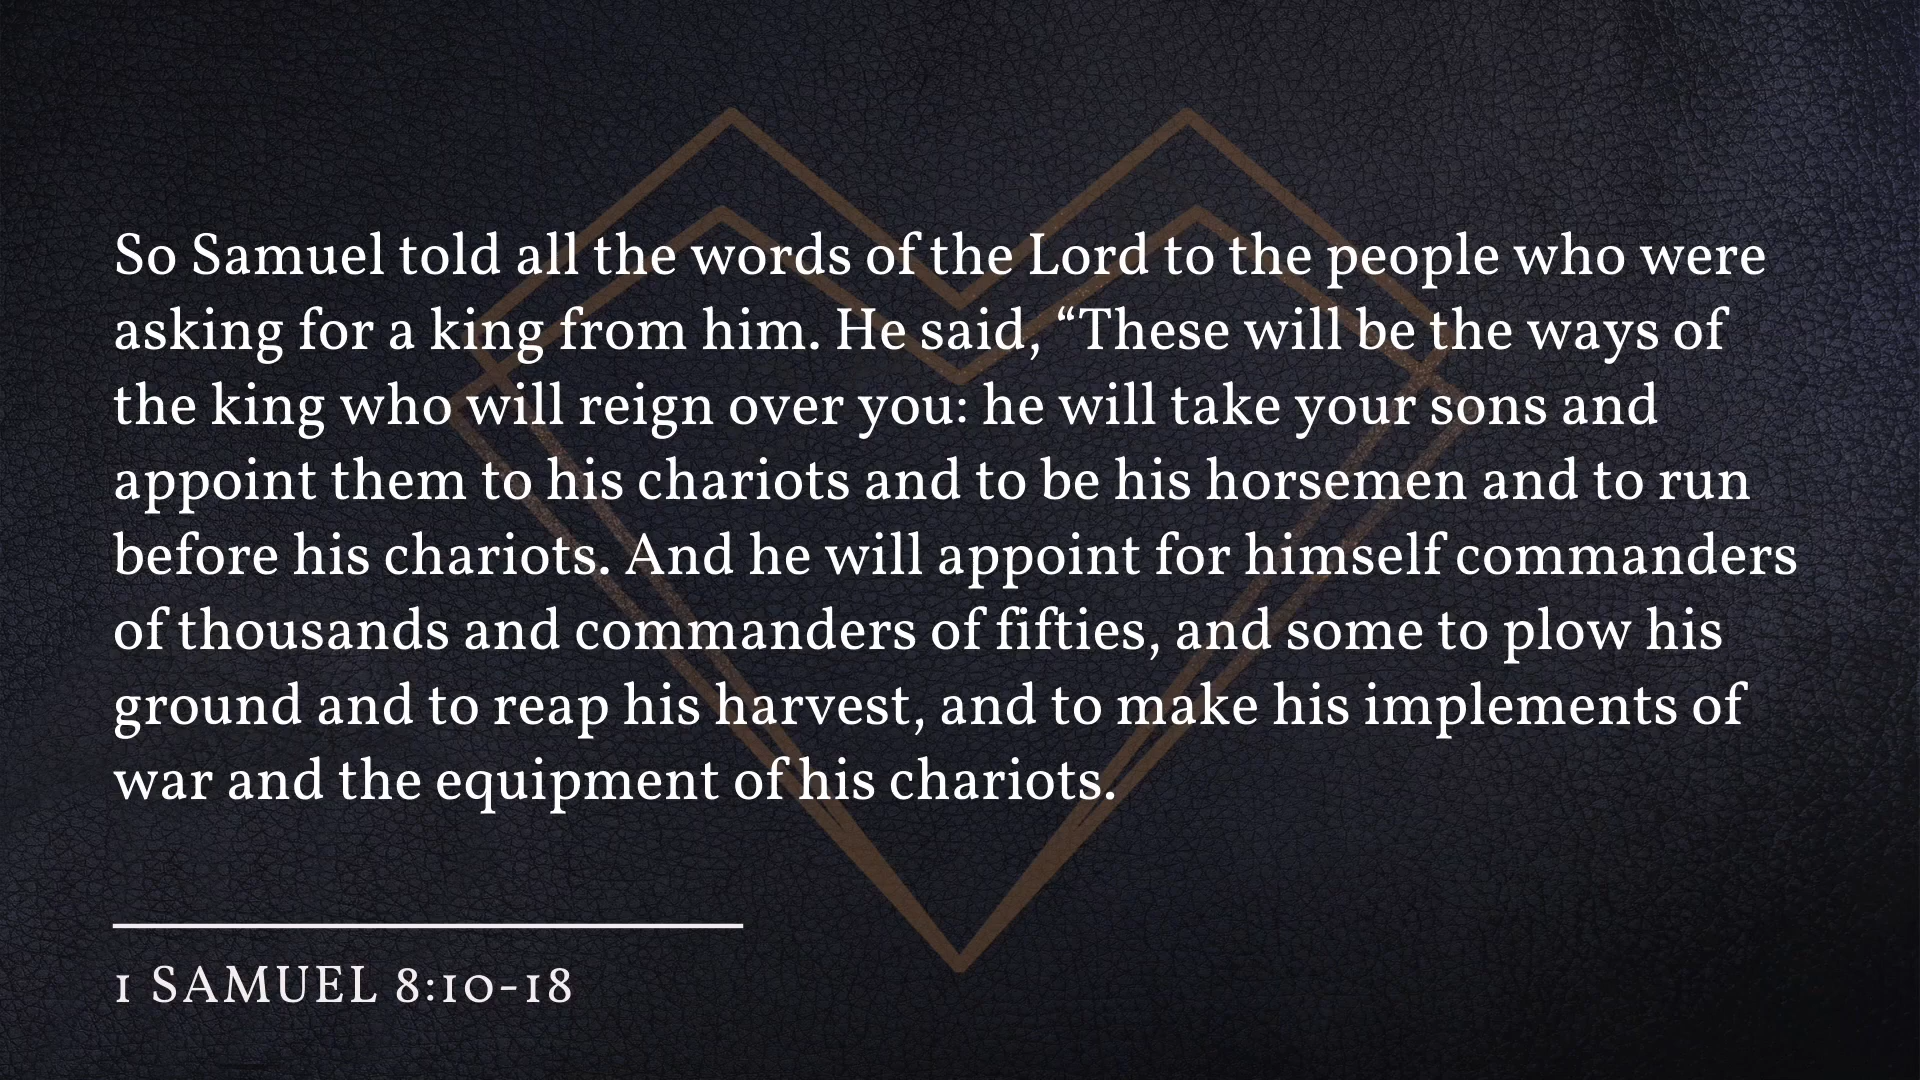 So Samuel told all the words of the Lord to the people who were
asking for a king from him. He said, “These will be the ways of
the king who will reign over you: he will take your sons and
appoint them to his chariots and to be his horsemen and to run
before his chariots. And he will appoint for himself commanders
of thousands and commanders of fifties, and some to plow his
ground and to reap his harvest, and to make his implements of
war and the equipment of his chariots.
1 SAMUEL 8:10-18